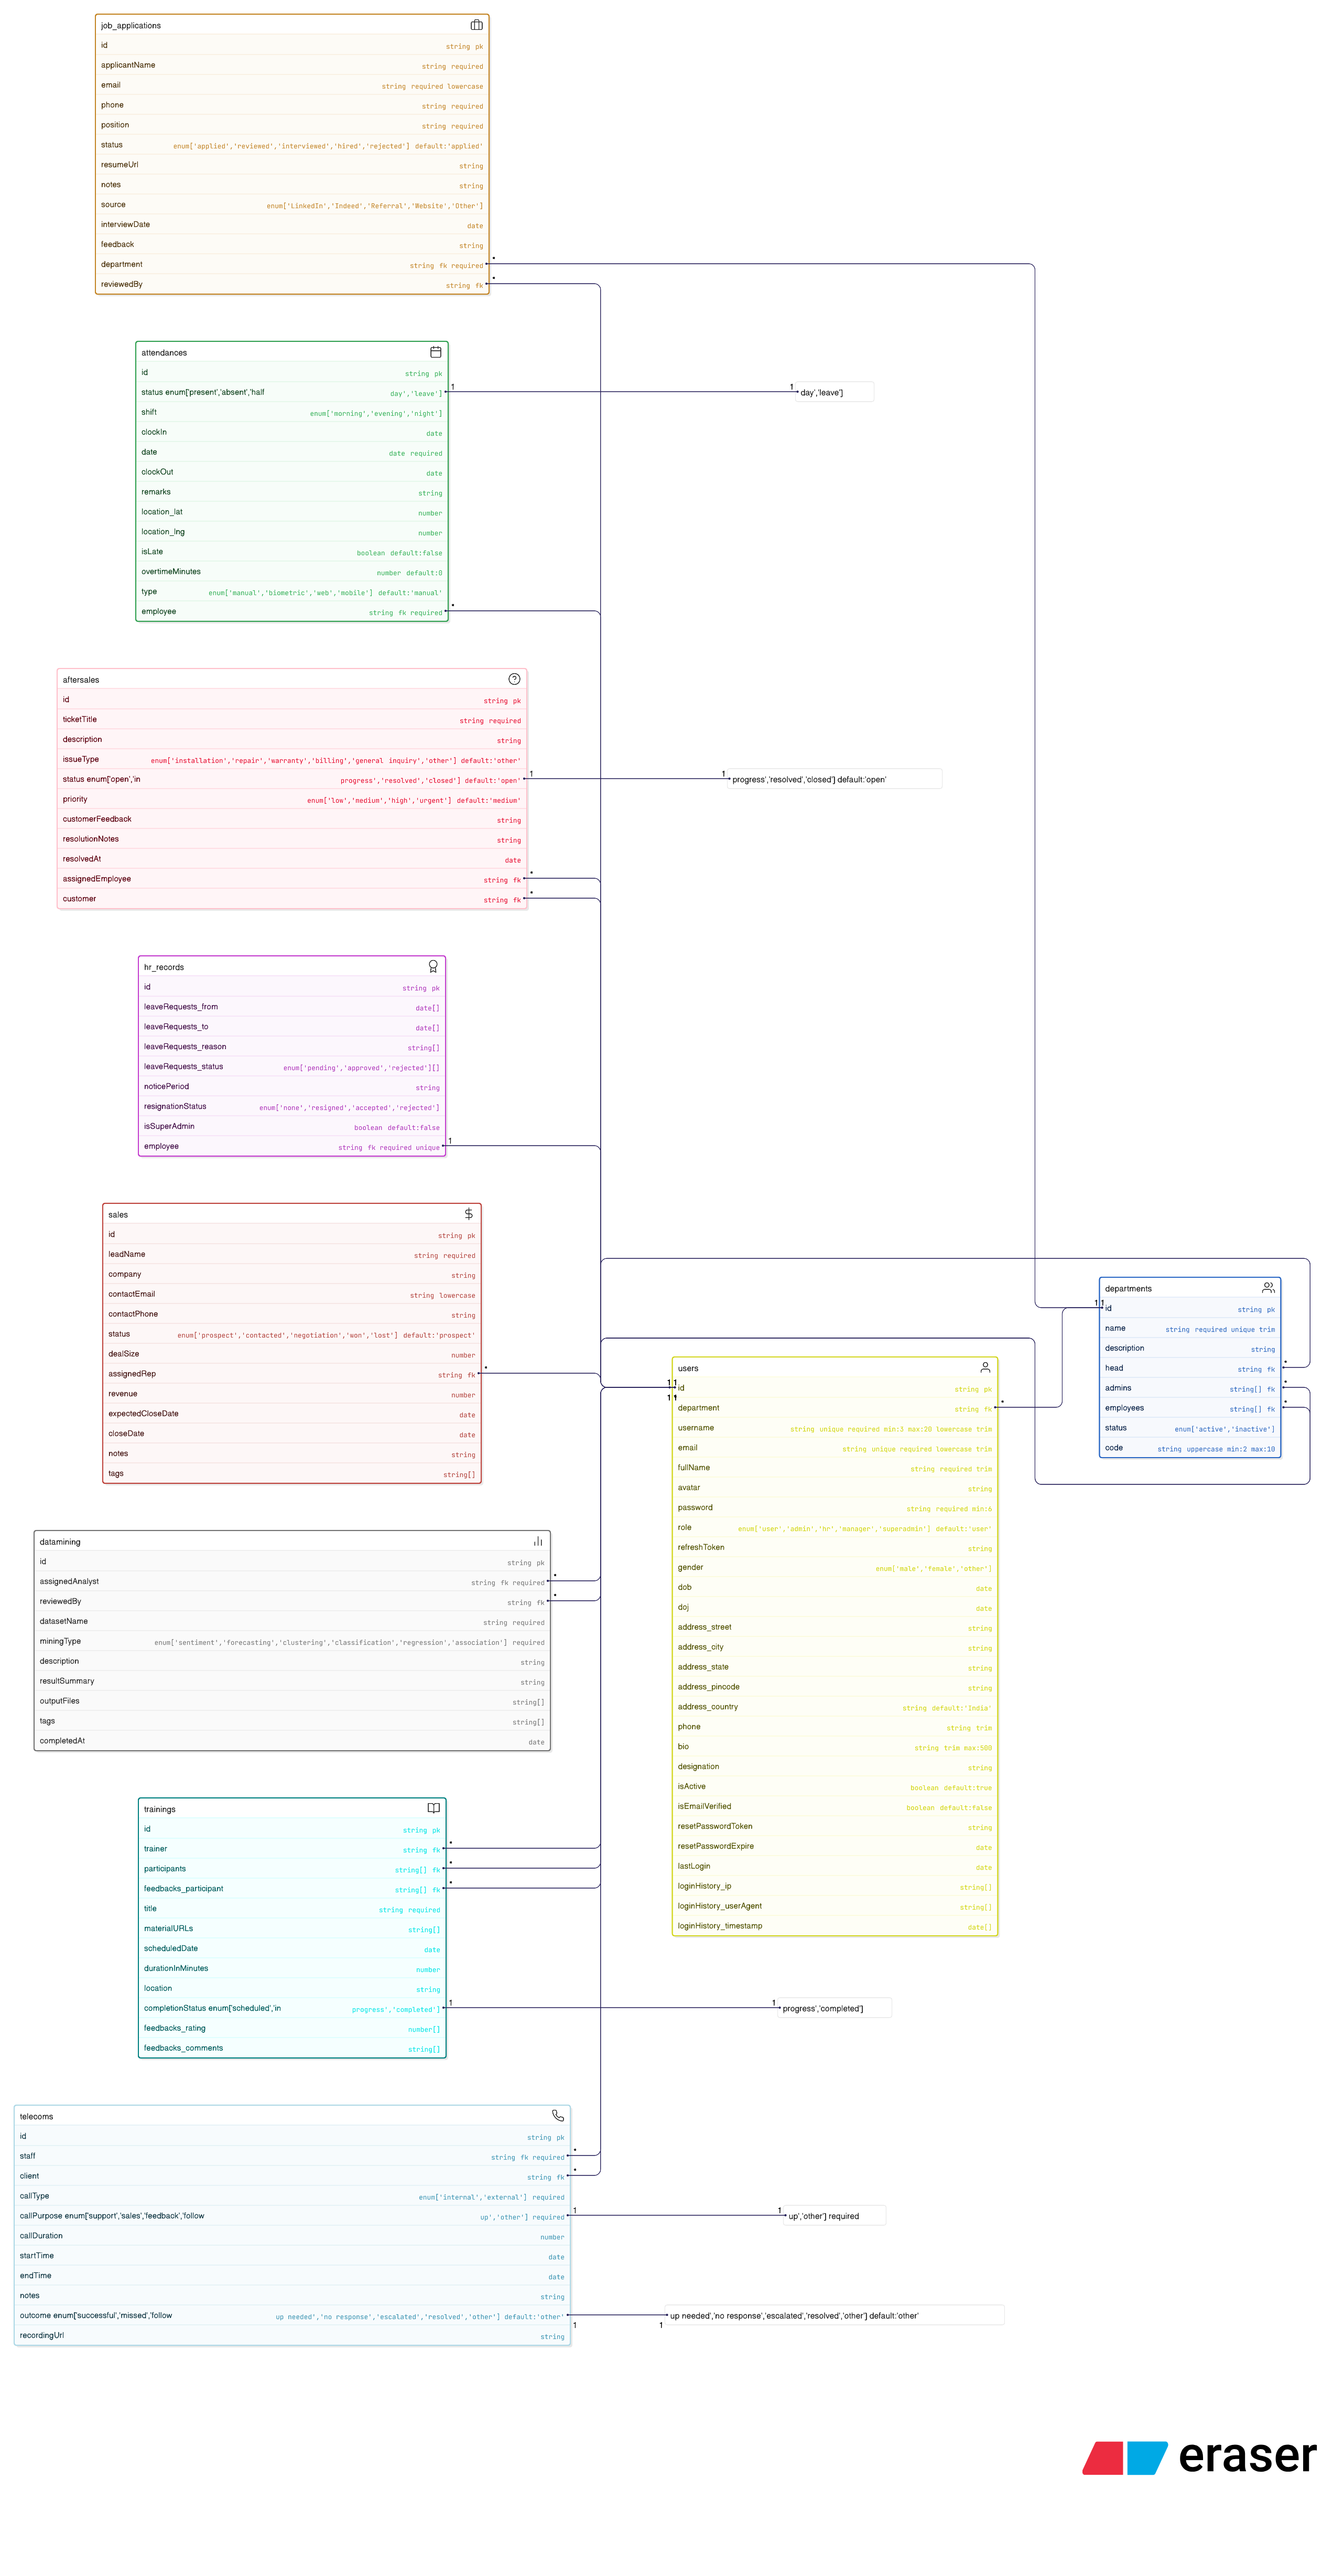 job_applications
id string pk
applicantName string required
email string required lowercase
phone string required
position string required
status enum['applied','reviewed','interviewed','hired','rejected'] default:'applied'
resumeUrl string
notes string
source enum['LinkedIn','Indeed','Referral','Website','Other']
interviewDate date
feedback string
department string fk required *
reviewedBy string fk *
attendances
id string pk
status enum['present','absent','half day','leave'] 1 1 day','leave']
shift enum['morning','evening','night']
clockIn date
date date required
clockOut date
remarks string
location_lat number
location_lng number
isLate boolean default:false
overtimeMinutes number default:0
type enum['manual','biometric','web','mobile'] default:'manual'
employee string fk required *
aftersales
id string pk
ticketTitle string required
description string
issueType enum['installation','repair','warranty','billing','general inquiry','other'] default:'other'
status enum['open','in progress','resolved','closed'] default:'open' 1 1 progress','resolved','closed'] default:'open'
priority enum['low','medium','high','urgent'] default:'medium'
customerFeedback string
resolutionNotes string
resolvedAt date
assignedEmployee string fk *
customer string fk *
hr_records
id string pk
leaveRequests_from date[]
leaveRequests_to date[]
leaveRequests_reason string[]
leaveRequests_status enum['pending','approved','rejected'][]
noticePeriod string
resignationStatus enum['none','resigned','accepted','rejected']
isSuperAdmin boolean default:false
employee string fk required unique 1
sales
id string pk
leadName string required
company string
contactEmail string lowercase
contactPhone string
status enum['prospect','contacted','negotiation','won','lost'] default:'prospect'
dealSize number
assignedRep string fk *
revenue number
expectedCloseDate date
closeDate date
notes string
tags string[]
departments
1 1
id string pk
name string required unique trim
description string
head string fk *
admins string[] fk *
employees string[] fk *
status enum['active','inactive']
code string uppercase min:2 max:10
users
1 1
id string pk
1 1
department string fk *
username string unique required min:3 max:20 lowercase trim
email string unique required lowercase trim
fullName string required trim
avatar string
password string required min:6
role enum['user','admin','hr','manager','superadmin'] default:'user'
refreshToken string
gender enum['male','female','other']
dob date
doj date
address_street string
address_city string
address_state string
address_pincode string
address_country string default:'India'
phone string trim
bio string trim max:500
designation string
isActive boolean default:true
isEmailVerified boolean default:false
resetPasswordToken string
resetPasswordExpire date
lastLogin date
loginHistory_ip string[]
loginHistory_userAgent string[]
loginHistory_timestamp date[]
datamining
id string pk
assignedAnalyst string fk required *
reviewedBy string fk *
datasetName string required
miningType enum['sentiment','forecasting','clustering','classification','regression','association'] required
description string
resultSummary string
outputFiles string[]
tags string[]
completedAt date
trainings
id string pk
trainer string fk *
participants string[] fk *
feedbacks_participant string[] fk *
title string required
materialURLs string[]
scheduledDate date
durationInMinutes number
location string
completionStatus enum['scheduled','in progress','completed'] 1 1 progress','completed']
feedbacks_rating number[]
feedbacks_comments string[]
telecoms
id string pk
staff string fk required *
client string fk *
callType enum['internal','external'] required
callPurpose enum['support','sales','feedback','follow up','other'] required 1 1 up','other'] required
callDuration number
startTime date
endTime date
notes string
outcome enum['successful','missed','follow up needed','no response','escalated','resolved','other'] default:'other' 1 1 up needed','no response','escalated','resolved','other'] default:'other'
recordingUrl string
eraser